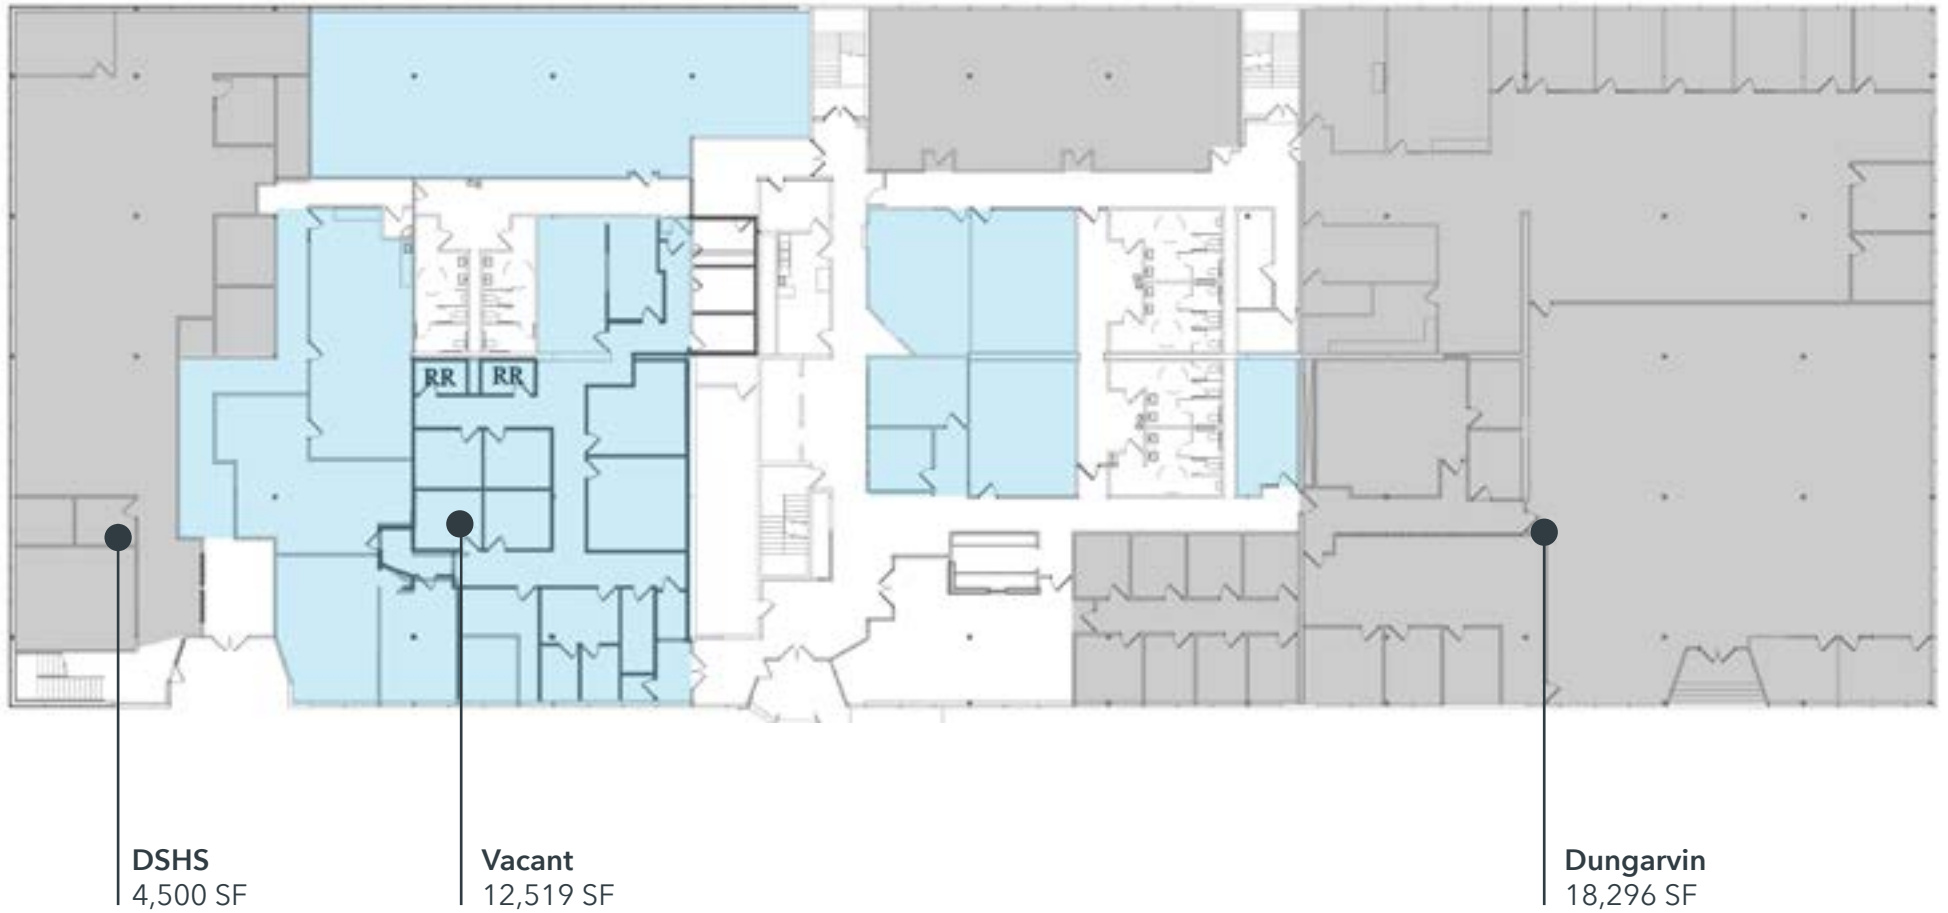 RR RR
DSHS
4,500 SF
Vacant
12,519 SF
Dungarvin
18,296 SF